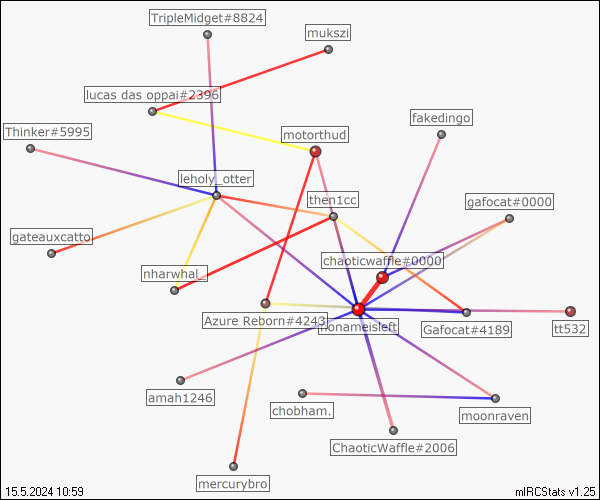 TripleMidget#8824
mukszi
lucas das oppai#2396
fakedingo
Thinker#5995
motorthud
leholy_otter
then1cc
gafocat#0000
gateauxcatto
chaoticwaffle#0000
nharwhal_
Azure Reborn#4243
nonameisleft
Gafocat#4189
tt532
amah1246
chobham.
moonraven
ChaoticWaffle#2006
mercurybro
15.5.2024 10:59
mIRCStats v1.25